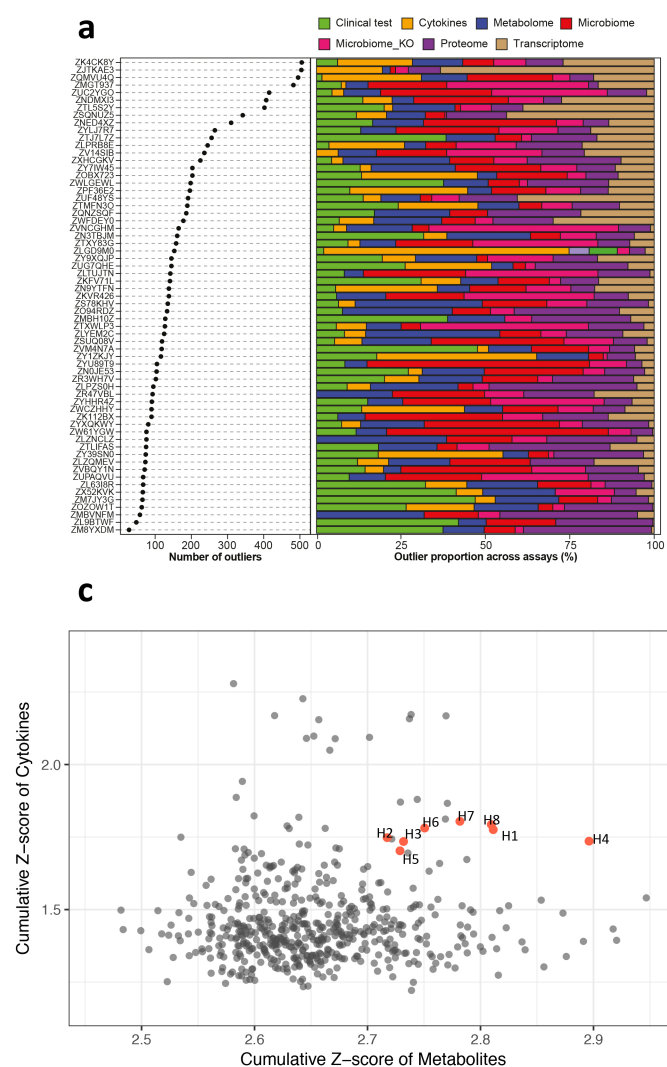 a
Clinical test Cytokines Metabolome Microbiome
Microbiome_KO Proteome Transcriptome
ZK4CK8Y
ZJTKAE3
ZQMVU4Q
ZMGT937
ZUC2YGO
ZNDMXI3
ZTL5S2Y
ZSQNUZ5
ZNED4XZ
ZYLJ7R7
ZTJ7L7Z
ZLPRB8E
ZV14SIB
ZXHCGKV
ZY7IW45
ZOBX723
ZWLGEWL
ZPF36E2
ZUF48YS
ZTMFN3O
ZQNZSQF
ZWFDEY0
ZVNCGHM
ZN3TBJM
ZTXY83G
ZLGD9M0
ZY9XQJP
ZUG7QHE
ZLTUJTN
ZKFV71L
ZN9YTFN
ZKVR426
ZS78KHV
ZO94RDZ
ZMBH10Z
ZTXWLP3
ZLYEM2C
ZSUQ08V
ZVM4N7A
ZY1ZKJY
ZYU89T9
ZN0JE53
ZR3WH7V
ZLPZS0H
ZR47VBL
ZYHHR4Z
ZWCZHHY
ZK112BX
ZYXQKWY
ZW61YGW
ZLZNCLZ
ZTLIFAS
ZY39SN0
ZLZQMEV
ZVBQY1N
ZUPAQVU
ZL63I8R
ZX52KVK
ZM7JY3G
ZOZOW1T
ZMBVNFM
ZL9BTWF
ZM8YXDM
100 200 300 400 500 0 25 50 75 100
Number of outliers Outlier proportion across assays (%)
c
2.0
1.5
Cumulative Z−score of Cytokines
H7
H6 H8
H2 H3 H1 H4
H5
2.5 2.6 2.7 2.8 2.9
Cumulative Z−score of Metabolites